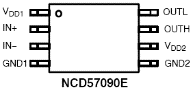 VDD1 OUTL
IN+ OUTH
IN− VDD2
GND1 GND2
NCD57090E